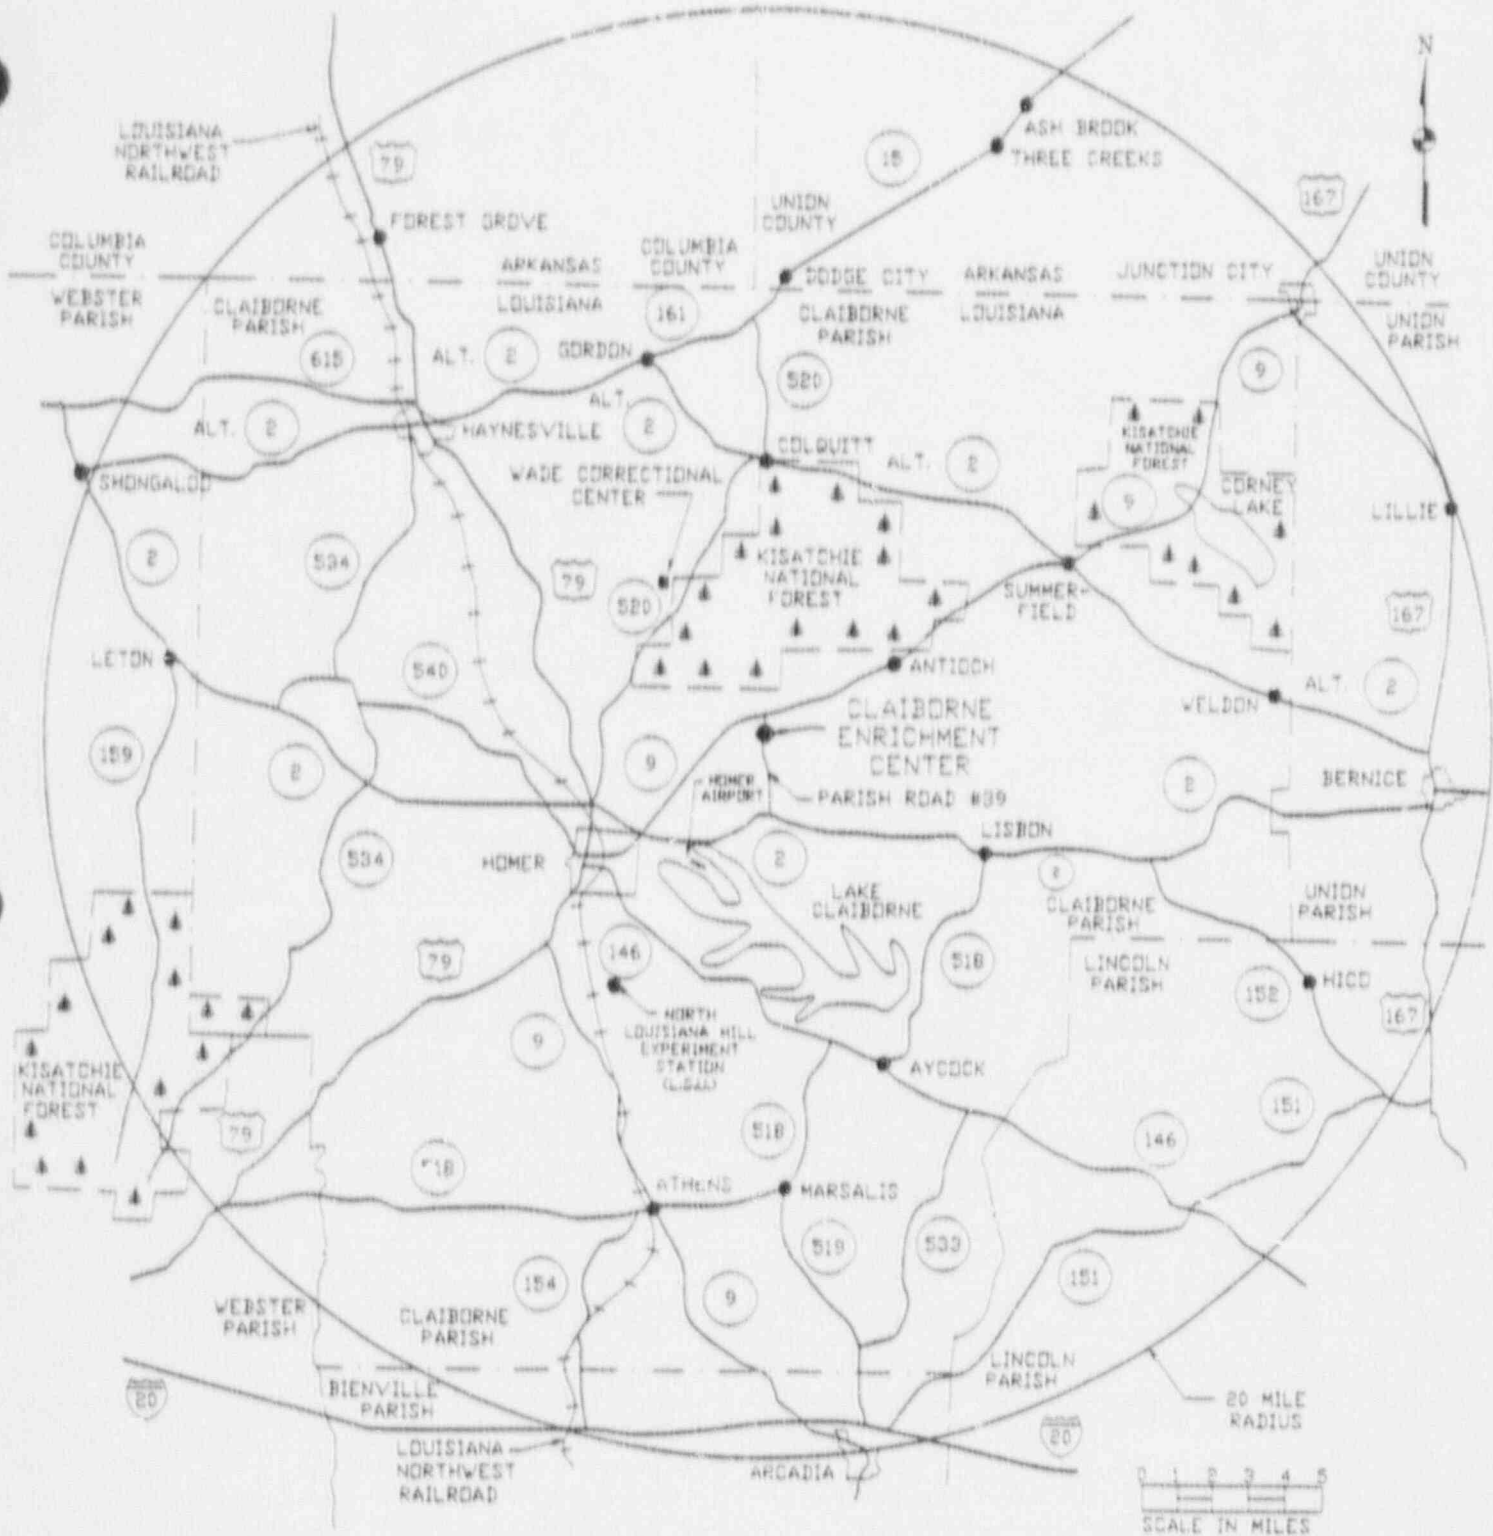 N
LOUISIANA
NORTHWEST
RAILROAD
79
15
ASH BROOK
THREE CREEKS
167
UNION
COUNTY
FOREST GROVE
COLUMBIA
COUNTY
COLUMBIA
COUNTY
UNION
COUNTY
ARKANSAS
DODGE CITY
ARKANSAS
JUNCTION CITY
WEBSTER
PARISH
CLAIBORNE
PARISH
LOUISIANA
161
CLAIBORNE
PARISH
LOUISIANA
UNION
PARISH
615
ALT. 2
GORDON
520
9
ALT. 2
HAYNESVILLE
ALT.
2
COLQUITT
ALT. 2
KISATCHIE
NATIONAL
FOREST
SHONGALOO
WADE CORRECTIONAL
CENTER
9
CORNEY
LAKE
LILLIE
2
534
79
520
KISATCHIE
NATIONAL
FOREST
SUMMER-
FIELD
167
LETON
540
ANTIOCH
WELDON
ALT. 2
159
2
9
CLAIBORNE
ENRICHMENT
CENTER
HOMER
AIRPORT
PARISH ROAD #39
2
BERNICE
534
HOMER
2
LISBON
2
LAKE
CLAIBORNE
CLAIBORNE
PARISH
UNION
PARISH
79
146
518
LINCOLN
PARISH
152
HICO
167
9
NORTH
LOUISIANA HILL
EXPERIMENT
STATION
(L.S.U.)
KISATCHIE
NATIONAL
FOREST
AYCOCK
79
518
146
151
518
ATHENS
MARSALIS
519
533
154
9
151
WEBSTER
PARISH
CLAIBORNE
PARISH
20
BIENVILLE
PARISH
LINCOLN
PARISH
20 MILE
RADIUS
20
LOUISIANA
NORTHWEST
RAILROAD
ARCADIA
0 1 2 3 4 5
SCALE IN MILES